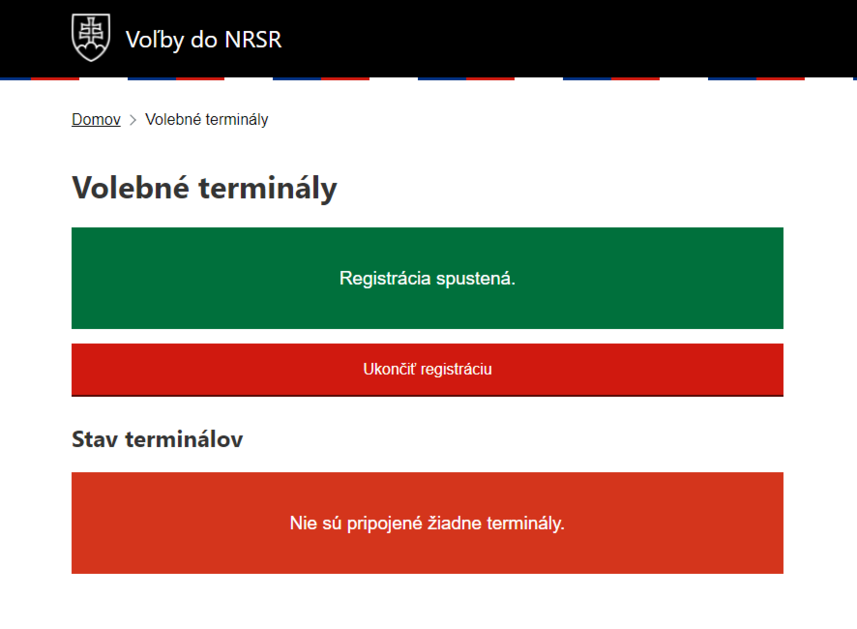 Voľby do NRSR
Domov > Volebné terminály
Volebné terminály
Registrácia spustená.
Ukončiť registráciu
Stav terminálov
Nie sú pripojené žiadne terminály.